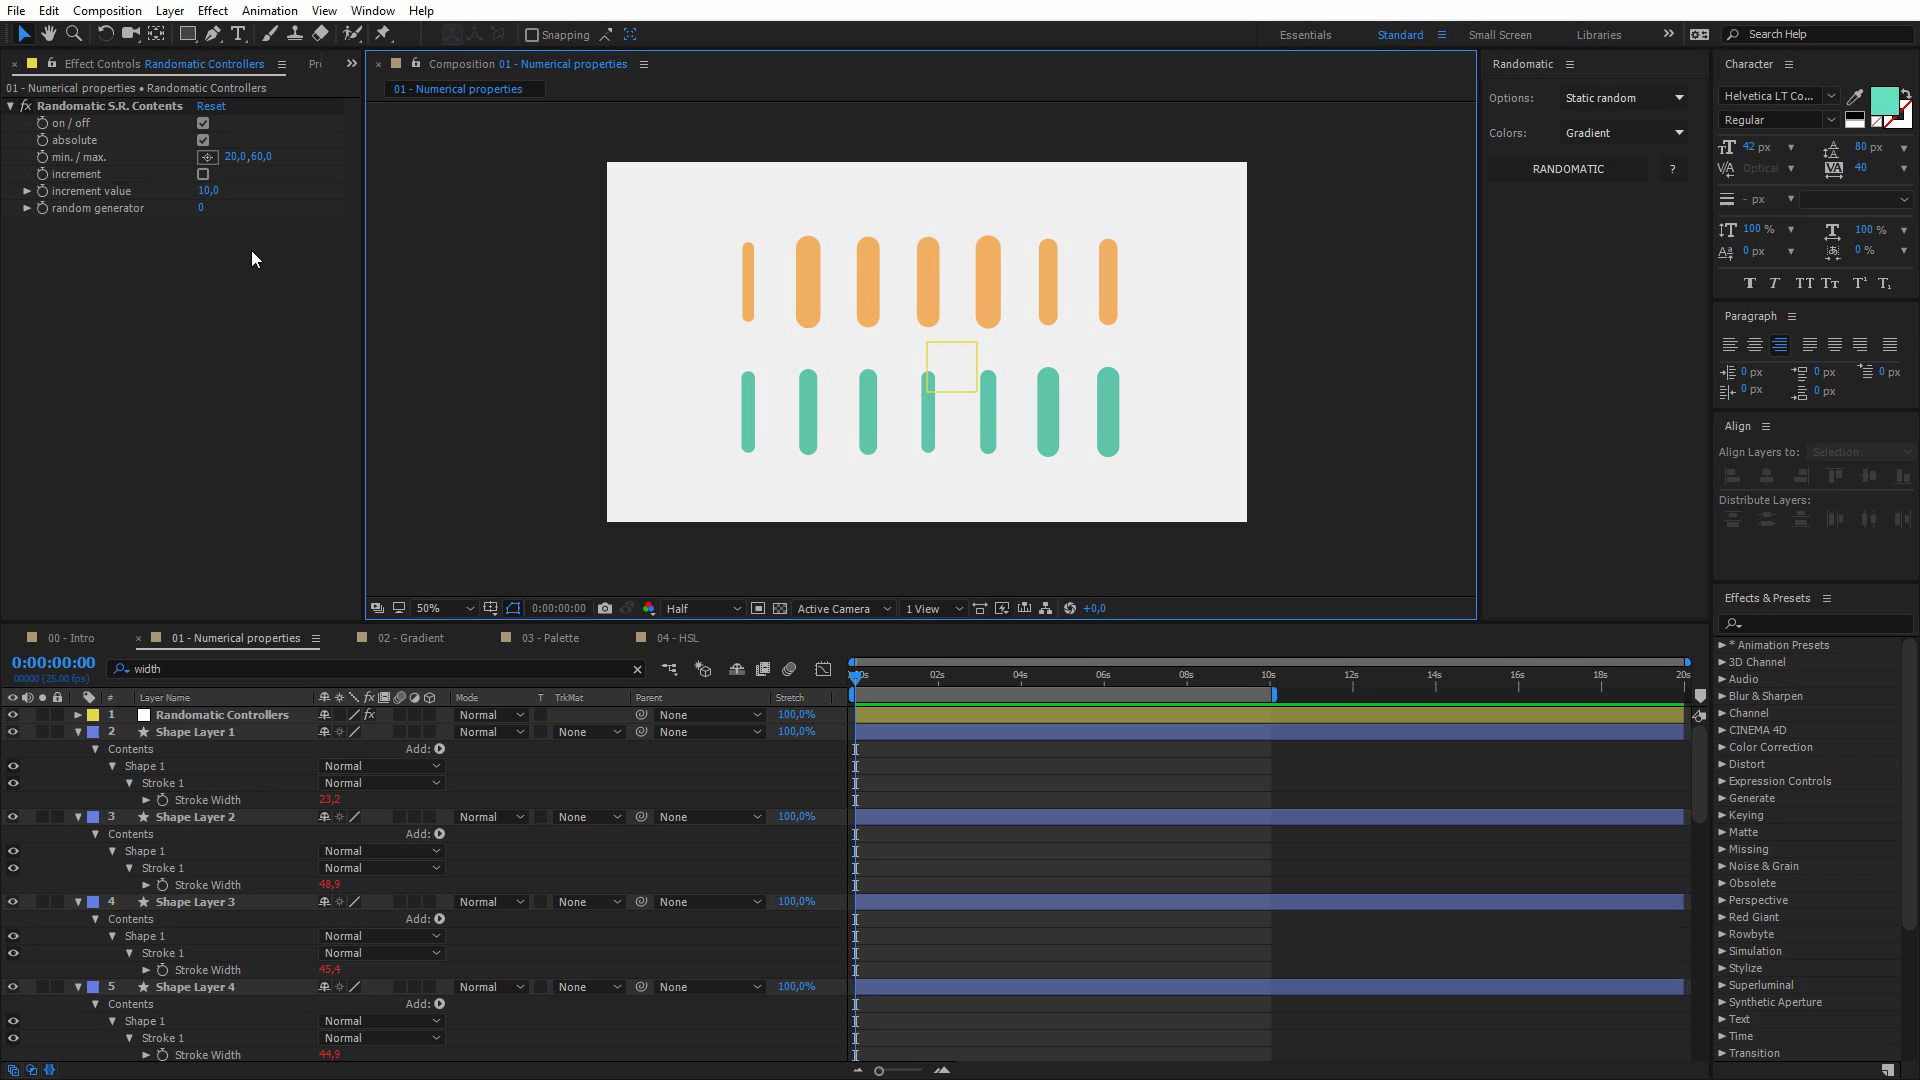 File Edit Composition Layer Effect Animation View Window Help
Snapping Essentials Standard Small Screen Libraries Search Help
Effect Controls Randomatic Controllers
01 - Numerical properties • Randomatic Controllers
fx Randomatic S.R. Contents Reset
on / off
absolute
min. / max. 20,0,60,0
increment
increment value 10,0
random generator 0
Composition 01 - Numerical properties
01 - Numerical properties
50% 0:00:00:00 Half Active Camera 1 View +0,0
Randomatic
Options: Static random
Colors: Gradient
RANDOMATIC ?
Character
Helvetica LT Co...
Regular
42 px 80 px
Optical 40
- px
100 % 100 %
0 px 0 %
T T TT Tt T¹ T₁
Paragraph
0 px 0 px 0 px
0 px 0 px
Align
Align Layers to: Selection
Distribute Layers:
Effects & Presets
* Animation Presets
3D Channel
Audio
Blur & Sharpen
Channel
CINEMA 4D
Color Correction
Distort
Expression Controls
Generate
Keying
Matte
Missing
Noise & Grain
Obsolete
Perspective
Red Giant
Rowbyte
Simulation
Stylize
Superluminal
Synthetic Aperture
Text
Time
Transition
00 - Intro 01 - Numerical properties 02 - Gradient 03 - Palette 04 - HSL
0:00:00:00 width
00000 (25.00 fps)
02s 04s 06s 08s 10s 12s 14s 16s 18s 20s
# Layer Name fx Mode T TrkMat Parent Stretch
1 Randomatic Controllers fx Normal None 100,0%
2 Shape Layer 1 Normal None None 100,0%
Contents Add:
Shape 1 Normal
Stroke 1 Normal
Stroke Width 23,2
3 Shape Layer 2 Normal None None 100,0%
Contents Add:
Shape 1 Normal
Stroke 1 Normal
Stroke Width 48,9
4 Shape Layer 3 Normal None None 100,0%
Contents Add:
Shape 1 Normal
Stroke 1 Normal
Stroke Width 45,4
5 Shape Layer 4 Normal None None 100,0%
Contents Add:
Shape 1 Normal
Stroke 1 Normal
Stroke Width 44,9